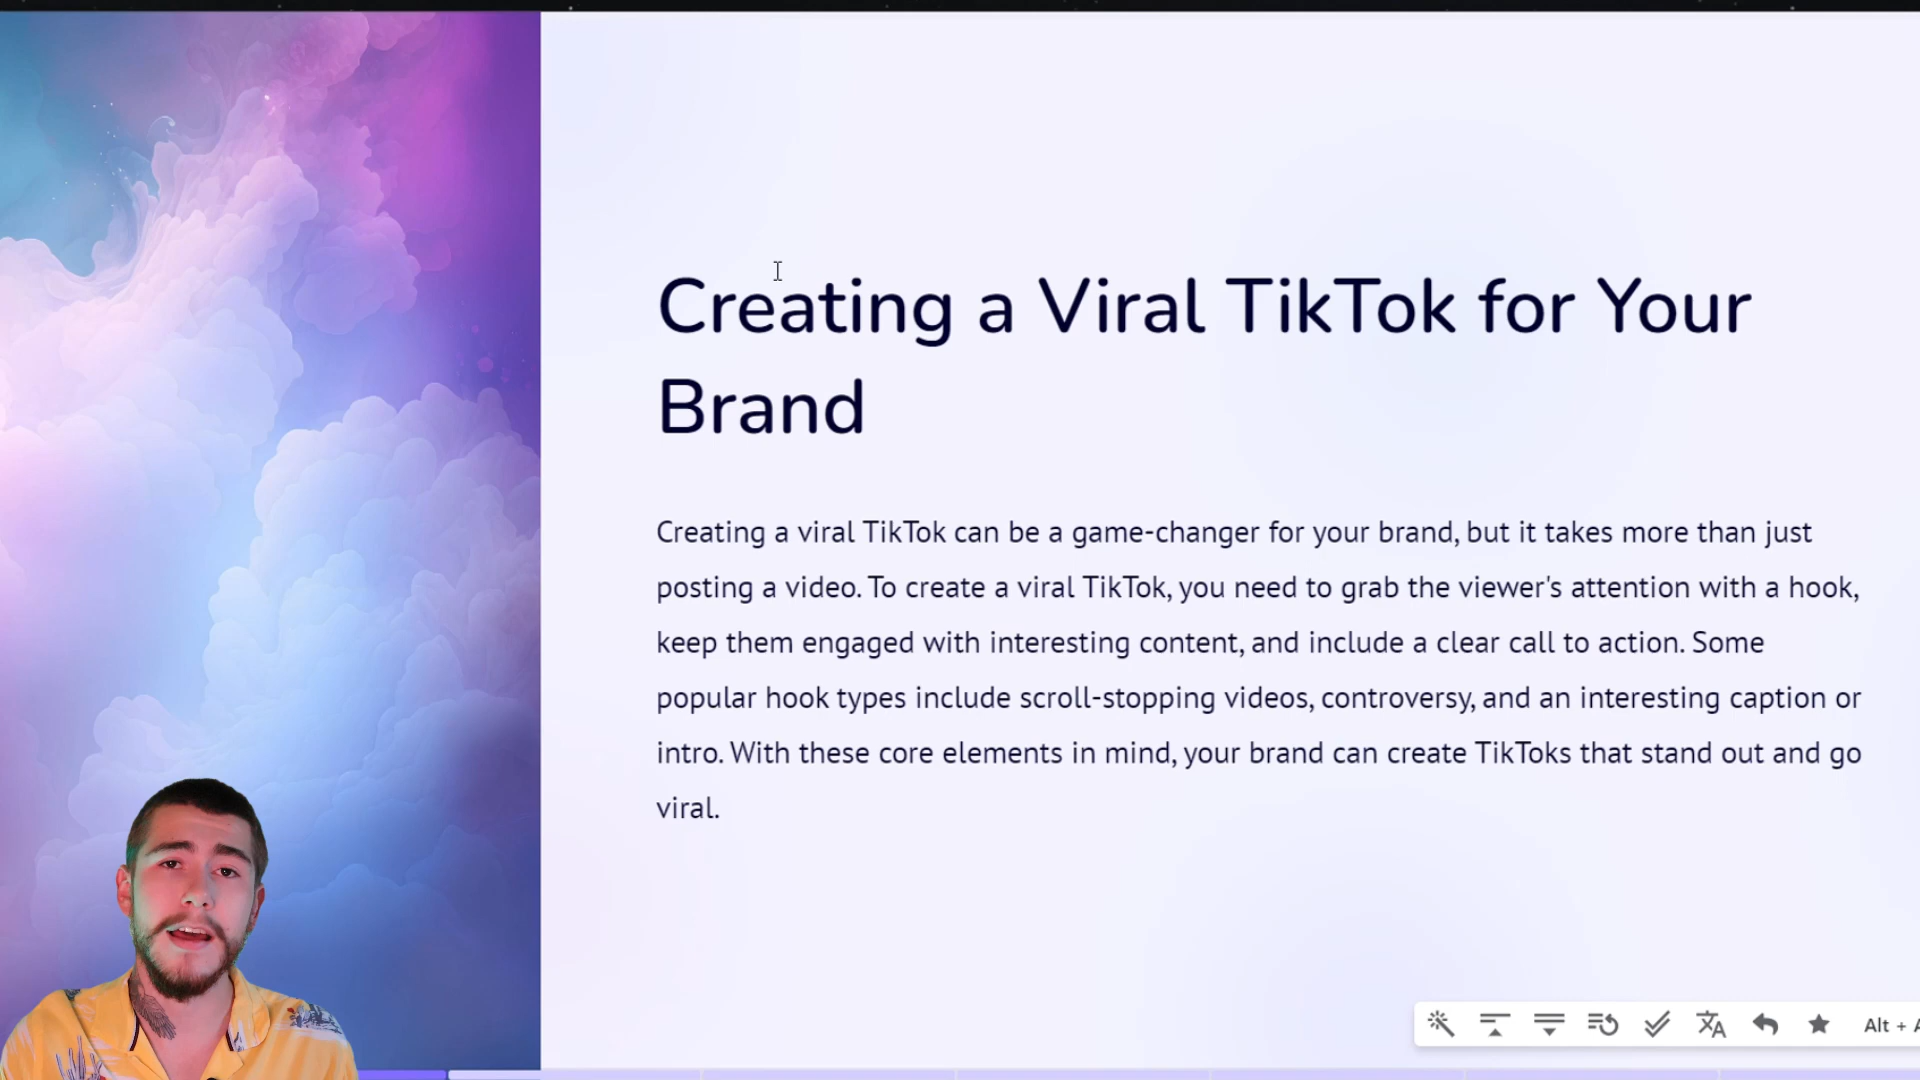 Creating a Viral TikTok for Your
Brand
Creating a viral TikTok can be a game-changer for your brand, but it takes more than just
posting a video. To create a viral TikTok, you need to grab the viewer's attention with a hook,
keep them engaged with interesting content, and include a clear call to action. Some
popular hook types include scroll-stopping videos, controversy, and an interesting caption or
intro. With these core elements in mind, your brand can create TikToks that stand out and go
viral.
Alt + A